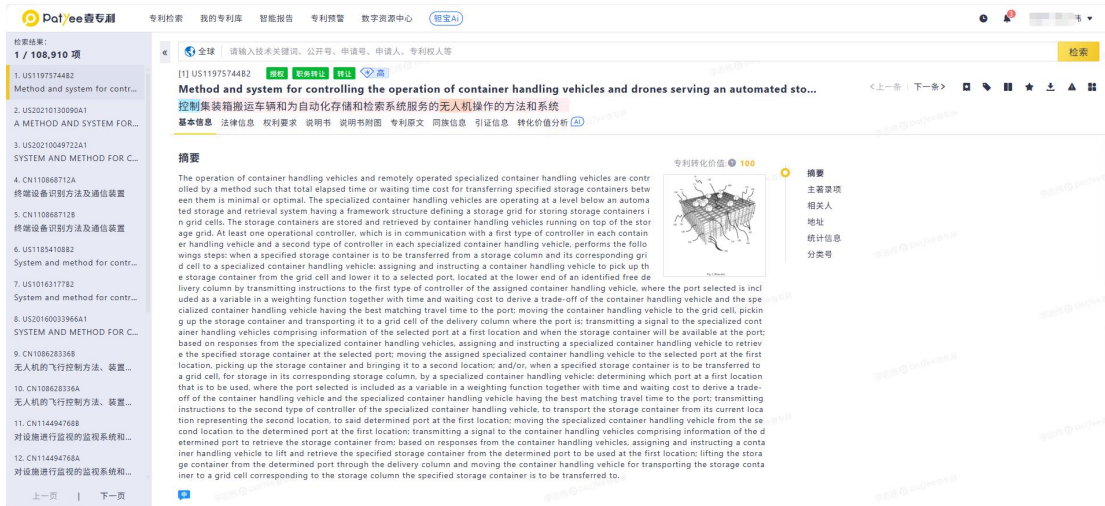 Patyee壹专利
专利检索 我的专利库 智能报告 专利预警 数字资源中心 钽宝Ai
3
检索结果:
1 / 108,910 项
1. US11975744B2
Method and system for contr...
2. US20210130090A1
A METHOD AND SYSTEM FOR...
3. US20210049722A1
SYSTEM AND METHOD FOR C...
4. CN110868712A
终端设备识别方法及通信装置
5. CN110868712B
终端设备识别方法及通信装置
6. US11854108B2
System and method for contr...
7. US10163177B2
System and method for contr...
8. US20160033966A1
SYSTEM AND METHOD FOR C...
9. CN108628336B
无人机的飞行控制方法、装置...
10. CN108628336A
无人机的飞行控制方法、装置...
11. CN114494768B
对设施进行监视的监视系统和...
12. CN114494768A
对设施进行监视的监视系统和...
上一页 | 下一页
« 全球 请输入技术关键词、公开号、申请号、申请人、专利权人等 检索
[1] US11975744B2 授权 职务转让 转让 高
Method and system for controlling the operation of container handling vehicles and drones serving an automated sto...
<上一条 下一条>
控制集装箱搬运车辆和为自动化存储和检索系统服务的无人机操作的方法和系统
基本信息 法律信息 权利要求 说明书 说明书附图 专利原文 同族信息 引证信息 转化价值分析 AI
摘要
专利转化价值: 100
The operation of container handling vehicles and remotely operated specialized container handling vehicles are contr
olled by a method such that total elapsed time or waiting time cost for transferring specified storage containers betw
een them is minimal or optimal. The specialized container handling vehicles are operating at a level below an automa
ted storage and retrieval system having a framework structure defining a storage grid for storing storage containers i
n grid cells. The storage containers are stored and retrieved by container handling vehicles running on top of the stor
age grid. At least one operational controller, which is in communication with a first type of controller in each contain
er handling vehicle and a second type of controller in each specialized container handling vehicle, performs the follo
wings steps: when a specified storage container is to be transferred from a storage column and its corresponding gri
d cell to a specialized container handling vehicle: assigning and instructing a container handling vehicle to pick up th
e storage container from the grid cell and lower it to a selected port, located at the lower end of an identified free de
livery column by transmitting instructions to the first type of controller of the assigned container handling vehicle, where the port selected is incl
uded as a variable in a weighting function together with time and waiting cost to derive a trade-off of the container handling vehicle and the spe
cialized container handling vehicle having the best matching travel time to the port; moving the container handling vehicle to the grid cell, pickin
g up the storage container and transporting it to a grid cell of the delivery column where the port is; transmitting a signal to the specialized cont
ainer handling vehicles comprising information of the selected port at a first location and when the storage container will be available at the port;
based on responses from the specialized container handling vehicles, assigning and instructing a specialized container handling vehicle to retriev
e the specified storage container at the selected port; moving the assigned specialized container handling vehicle to the selected port at the first
location, picking up the storage container and bringing it to a second location; and/or, when a specified storage container is to be transferred to
a grid cell, for storage in its corresponding storage column, by a specialized container handling vehicle: determining which port at a first location
that is to be used, where the port selected is included as a variable in a weighting function together with time and waiting cost to derive a trade-
off of the container handling vehicle and the specialized container handling vehicle having the best matching travel time to the port; transmitting
instructions to the second type of controller of the specialized container handling vehicle, to transport the storage container from its current loca
tion representing the second location, to said determined port at the first location; moving the specialized container handling vehicle from the se
cond location to the determined port at the first location; transmitting a signal to the container handling vehicles comprising information of the d
etermined port to retrieve the storage container from; based on responses from the container handling vehicles, assigning and instructing a conta
iner handling vehicle to lift and retrieve the specified storage container from the determined port to be used at the first location; lifting the stora
ge container from the determined port through the delivery column and moving the container handling vehicle for transporting the storage conta
iner to a grid cell corresponding to the storage column the specified storage container is to be transferred to.
摘要
主著录项
相关人
地址
统计信息
分类号